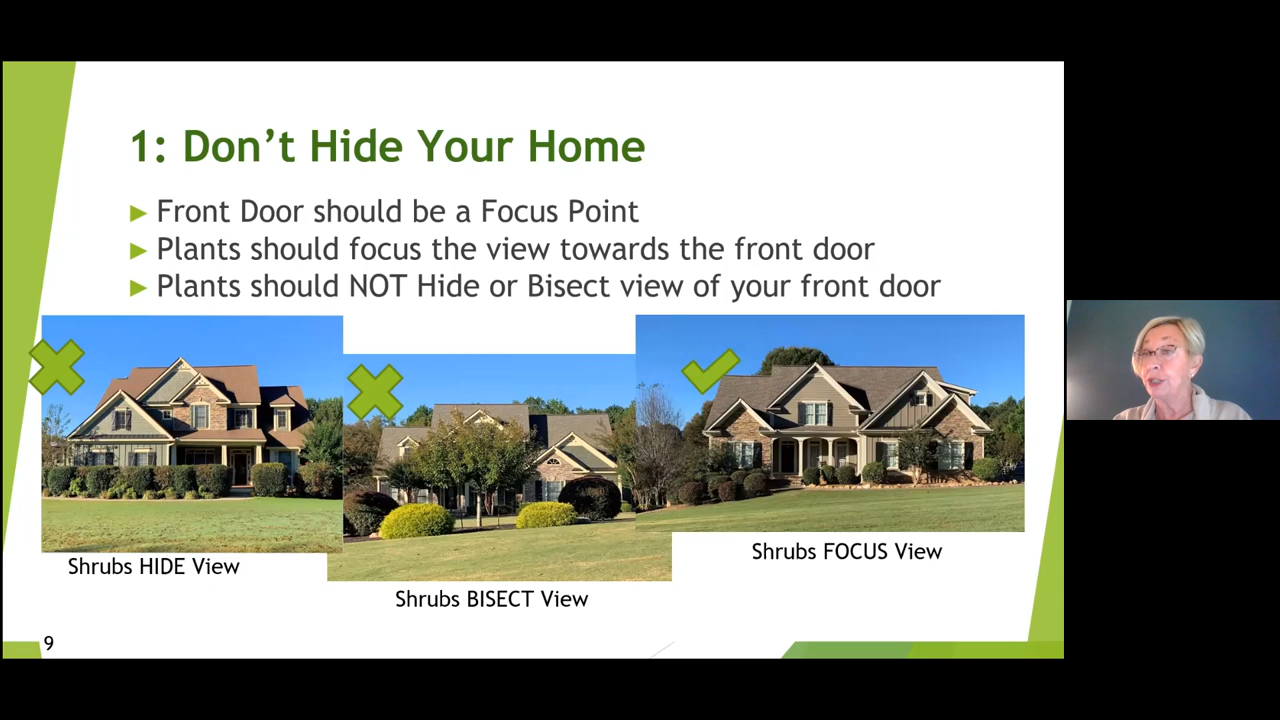 1: Don’t Hide Your Home
► Front Door should be a Focus Point
► Plants should focus the view towards the front door
► Plants should NOT Hide or Bisect view of your front door
Shrubs HIDE View
Shrubs BISECT View
Shrubs FOCUS View
9